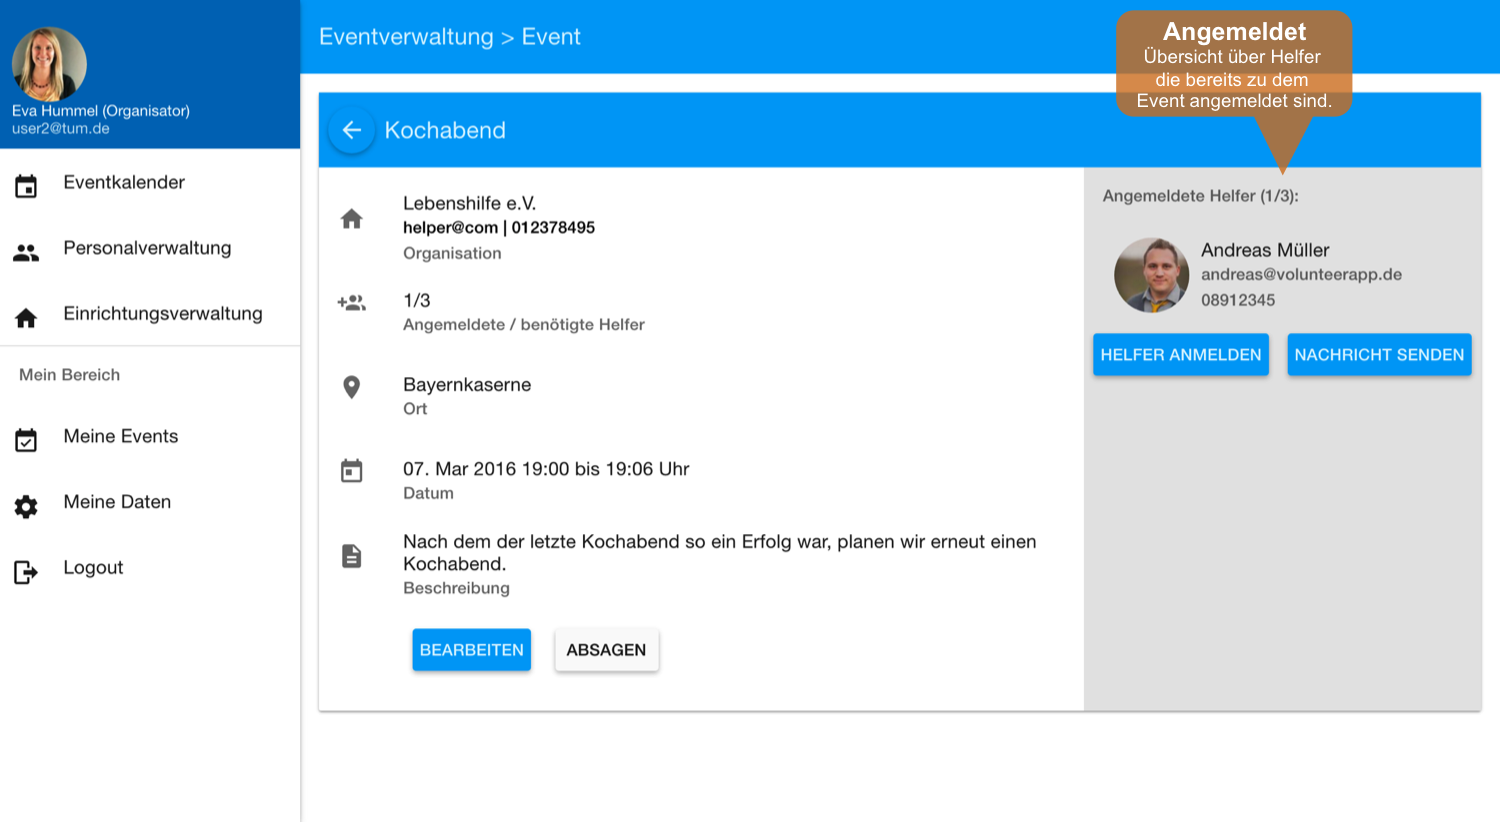 Eva Hummel (Organisator)
user2@tum.de
Eventkalender
Personalverwaltung
Einrichtungsverwaltung
Mein Bereich
Meine Events
Meine Daten
Logout
Eventverwaltung > Event
Angemeldet
Übersicht über Helfer
die bereits zu dem
Event angemeldet sind.
Kochabend
Lebenshilfe e.V.
helper@com | 012378495
Organisation
1/3
Angemeldete / benötigte Helfer
Bayernkaserne
Ort
07. Mar 2016 19:00 bis 19:06 Uhr
Datum
Nach dem der letzte Kochabend so ein Erfolg war, planen wir erneut einen
Kochabend.
Beschreibung
BEARBEITEN ABSAGEN
Angemeldete Helfer (1/3):
Andreas Müller
andreas@volunteerapp.de
08912345
HELFER ANMELDEN NACHRICHT SENDEN